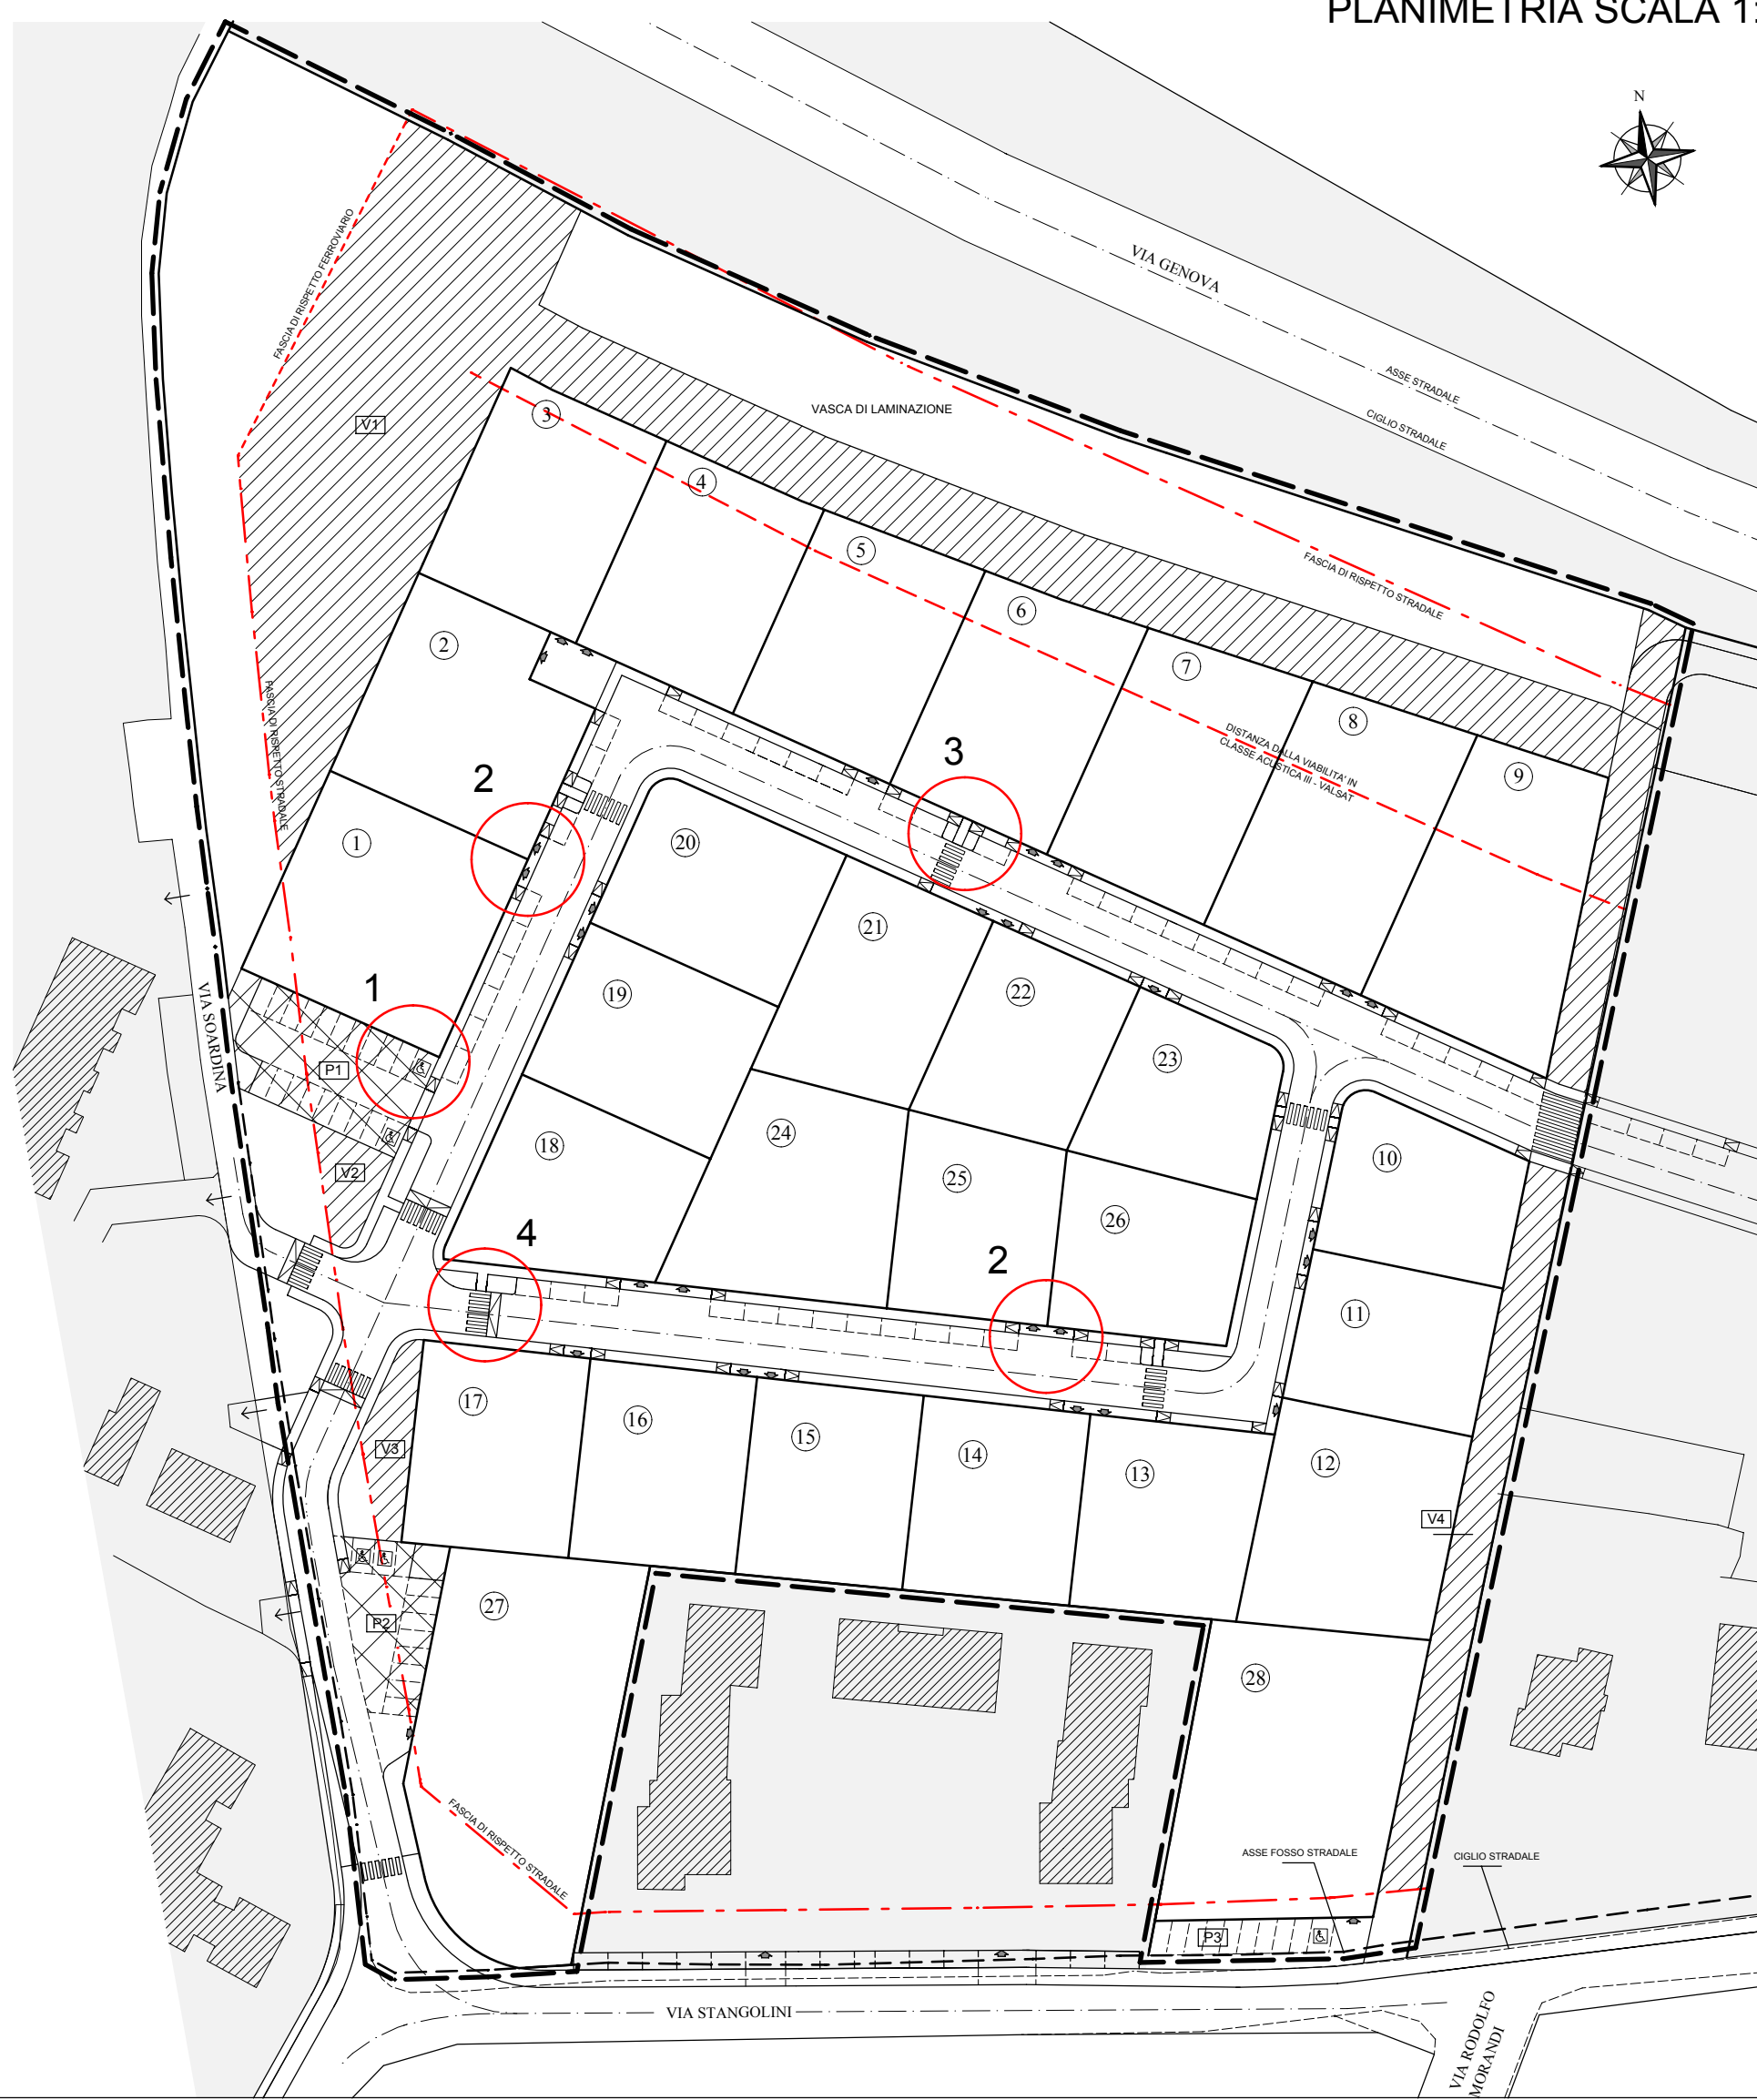 PLANIMETRIA SCALA 1:
N
VIA GENOVA
ASSE STRADALE
CIGLIO STRADALE
FASCIA DI RISPETTO FERROVIARIO
V1
VASCA DI LAMINAZIONE
3
4
5
6
7
8
9
FASCIA DI RISPETTO STRADALE
DISTANZA DALLA VIABILITA' IN
CLASSE ACUSTICA III - VALSAT
FASCIA DI RISPETTO STRADALE
2
1
2
3
20
21
22
23
19
18
24
25
26
10
11
12
1
P1
V2
VIA SOARDINA
4
2
17
16
15
14
13
V3
V4
P2
27
28
FASCIA DI RISPETTO STRADALE
ASSE FOSSO STRADALE
CIGLIO STRADALE
P3
VIA STANGOLINI
VIA RODOLFO
MORANDI